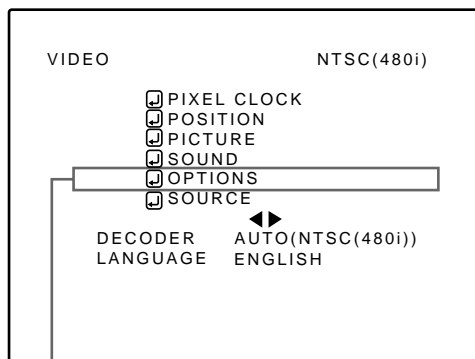 VIDEO NTSC(480i)
PIXEL CLOCK
POSITION
PICTURE
SOUND
OPTIONS
SOURCE
DECODER AUTO(NTSC(480i))
LANGUAGE ENGLISH